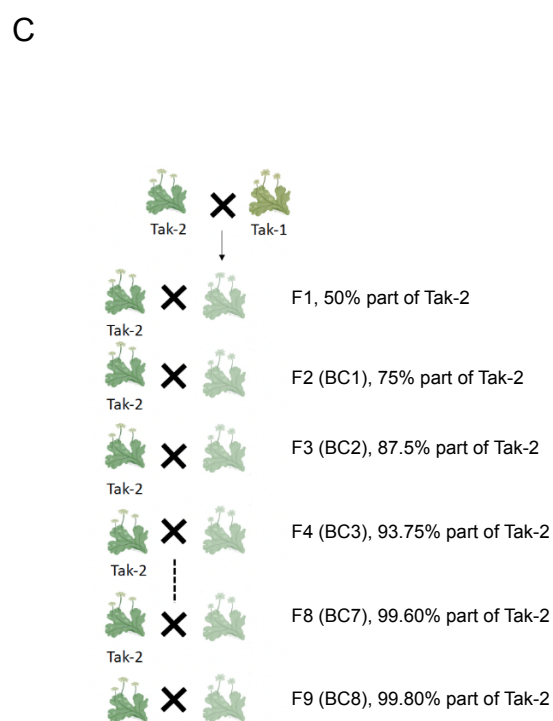 C
Tak-2 Tak-1
F1, 50% part of Tak-2
Tak-2
F2 (BC1), 75% part of Tak-2
Tak-2
F3 (BC2), 87.5% part of Tak-2
Tak-2
F4 (BC3), 93.75% part of Tak-2
Tak-2
F8 (BC7), 99.60% part of Tak-2
Tak-2
F9 (BC8), 99.80% part of Tak-2